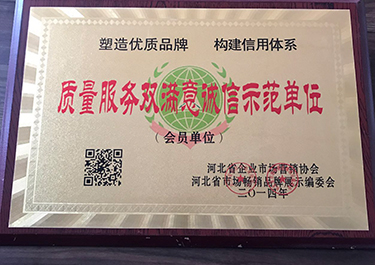 塑造优质品牌 构建信用体系
质量服务双满意诚信示范单位
（会员单位）
河北省企业市场营销协会
河北省市场畅销品牌展示编委会
二〇一四年